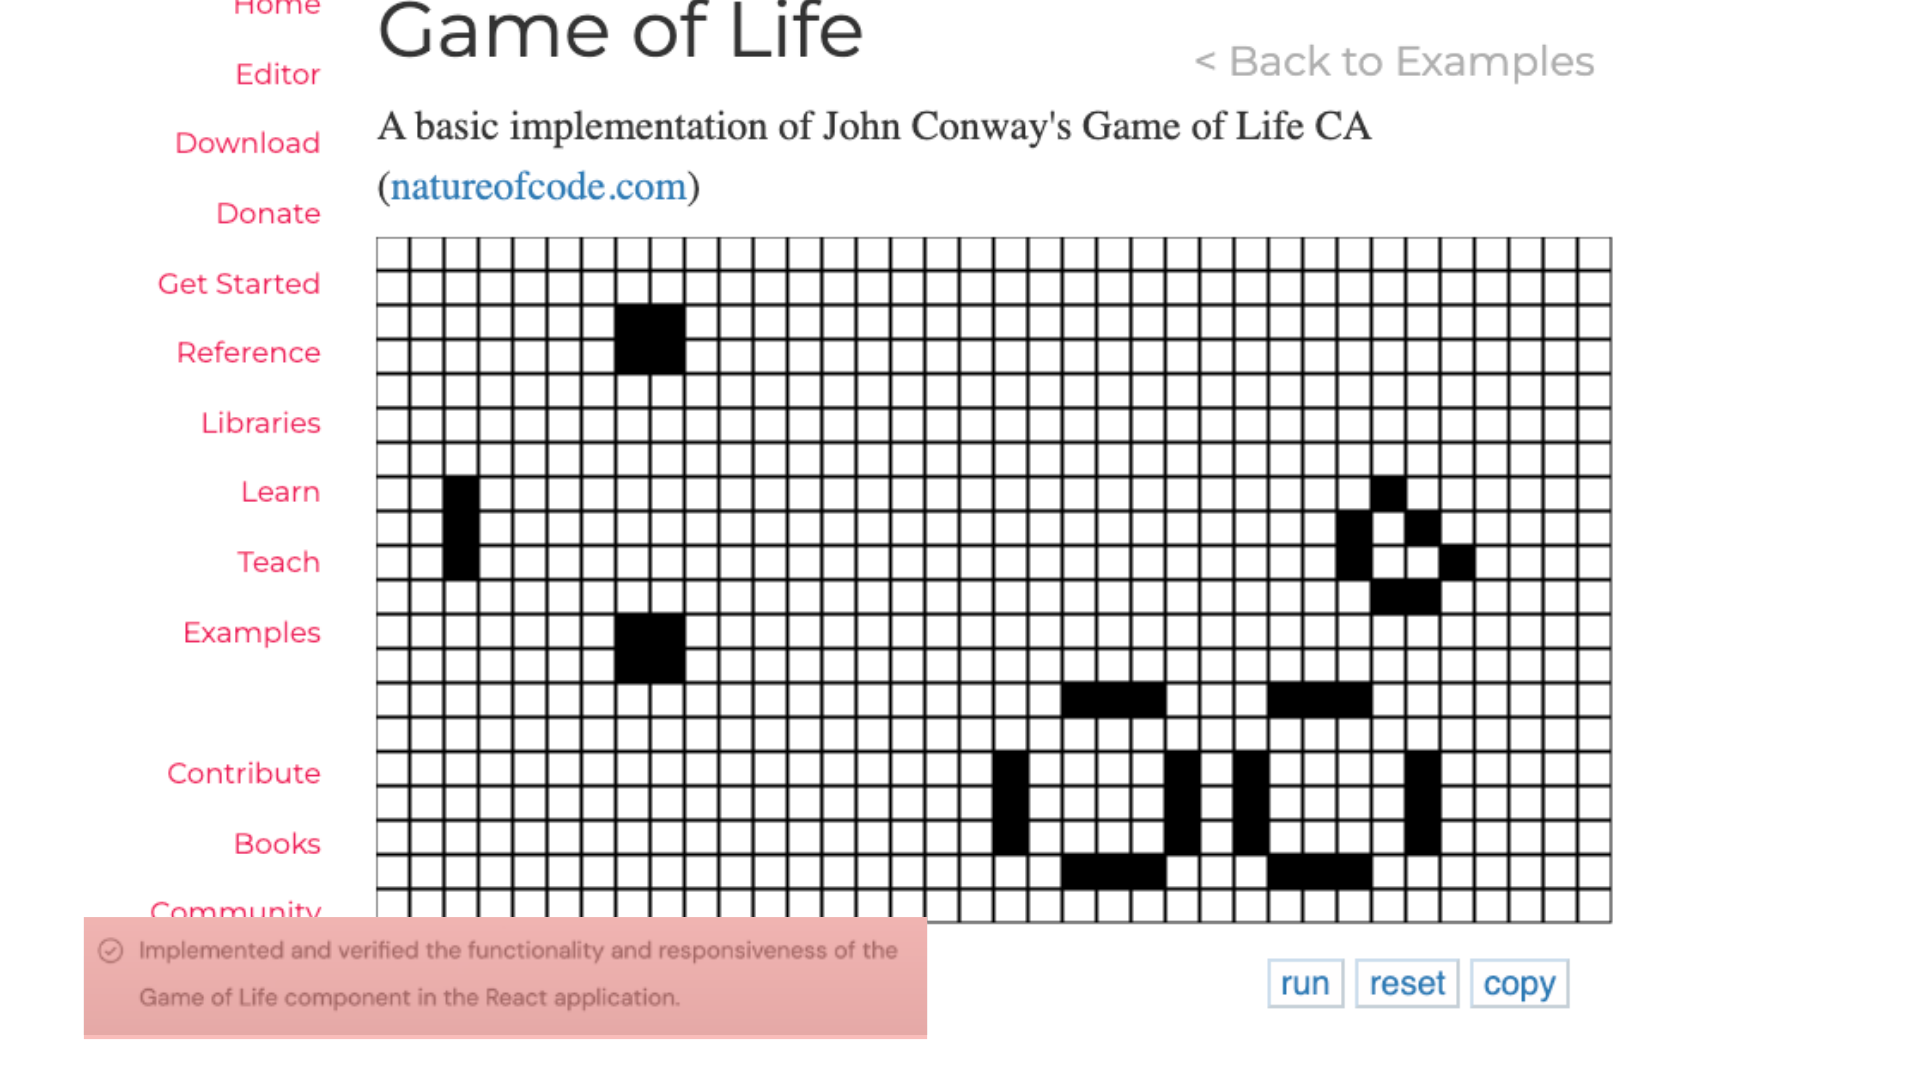 Home
Editor
Download
Donate
Get Started
Reference
Libraries
Learn
Teach
Examples
Contribute
Books
Community
Game of Life
< Back to Examples
A basic implementation of John Conway's Game of Life CA
(natureofcode.com)
run reset copy
Implemented and verified the functionality and responsiveness of the
Game of Life component in the React application.